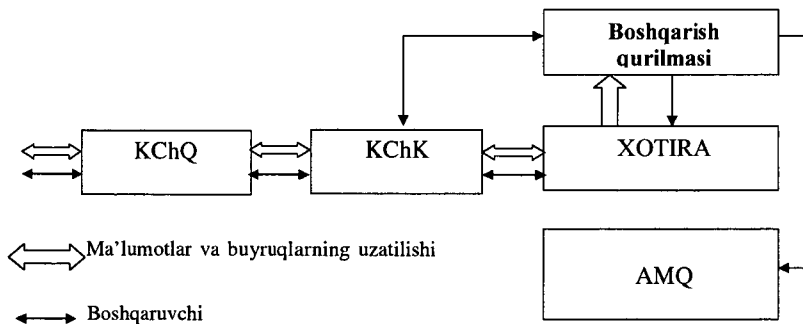 Boshqarish
qurilmasi
KChQ
KChK
XOTIRA
Ma’lumotlar va buyruqlarning uzatilishi
AMQ
Boshqaruvchi